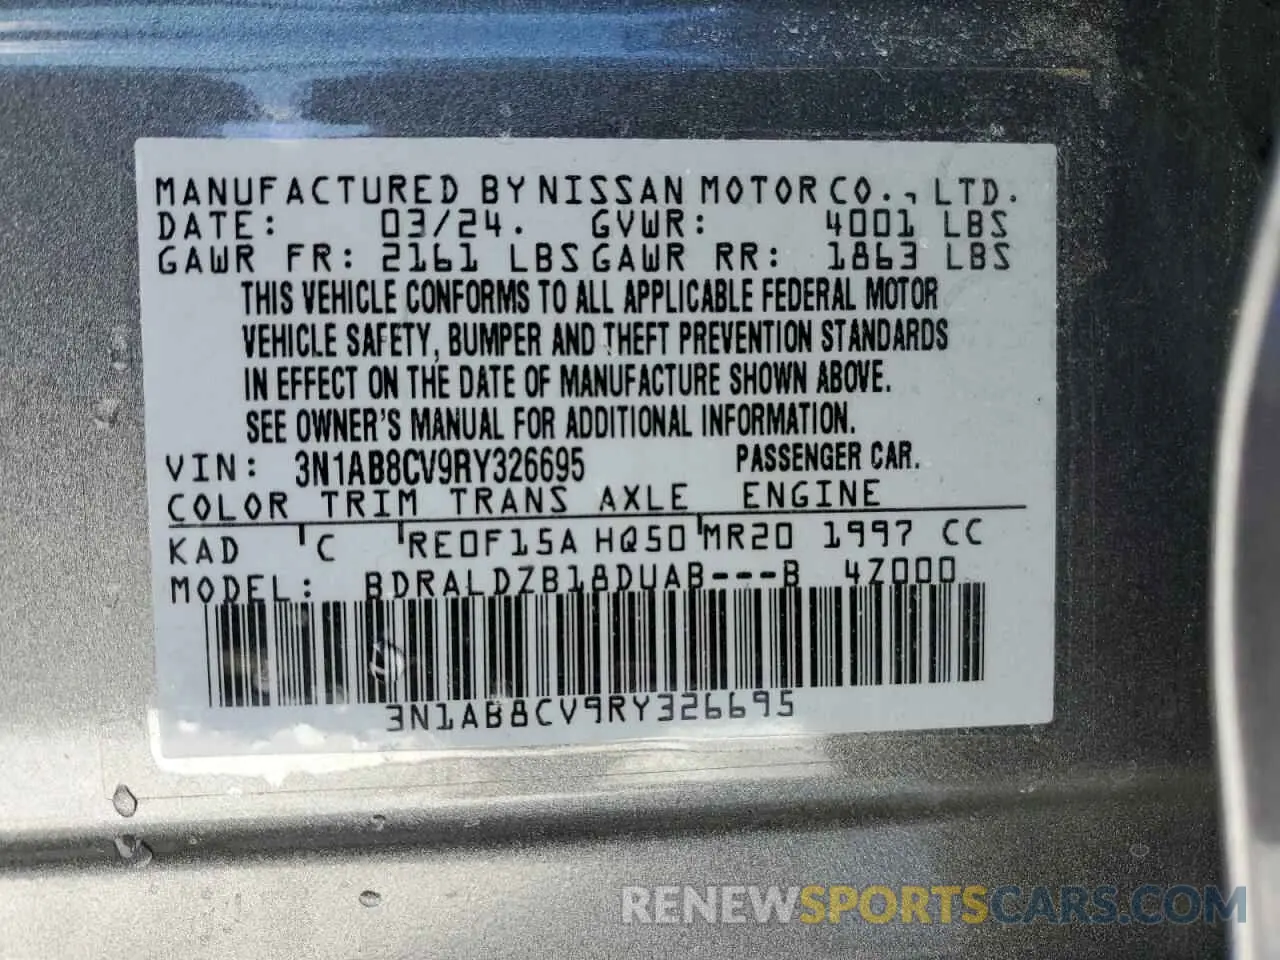 MANUFACTURED BY NISSAN MOTOR CO., LTD.
DATE: 03/24. GVWR: 4001 LBS
GAWR FR: 2161 LBS GAWR RR: 1863 LBS
THIS VEHICLE CONFORMS TO ALL APPLICABLE FEDERAL MOTOR
VEHICLE SAFETY, BUMPER AND THEFT PREVENTION STANDARDS
IN EFFECT ON THE DATE OF MANUFACTURE SHOWN ABOVE.
SEE OWNER'S MANUAL FOR ADDITIONAL INFORMATION.
VIN: 3N1AB8CV9RY326695 PASSENGER CAR.
COLOR TRIM TRANS AXLE ENGINE
KAD C RE0F15A HQ50 MR20 1997 CC
MODEL: BDRALDZB18DUAB---B 4Z000
3N1AB8CV9RY326695
RENEWSPORTSCARS.COM